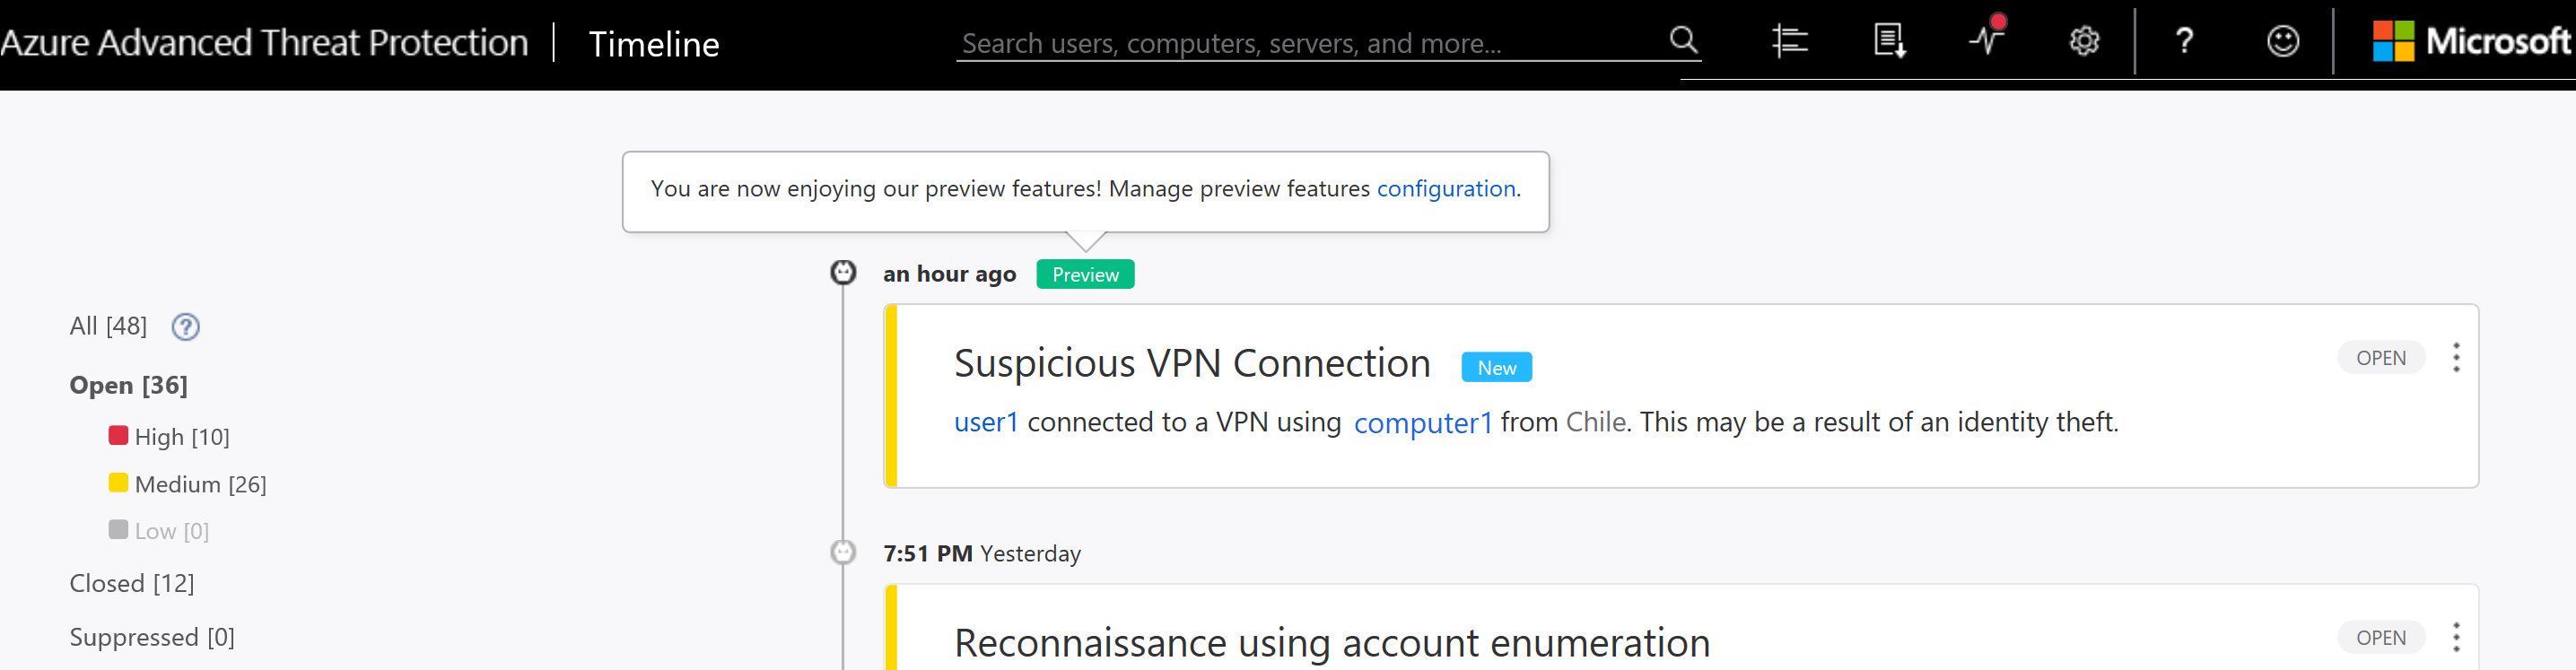 Azure Advanced Threat Protection Timeline Search users, computers, servers, and more... ? Microsoft
You are now enjoying our preview features! Manage preview features configuration.
an hour ago Preview
All [48] ?
Open [36]
High [10]
Medium [26]
Low [0]
Closed [12]
Suppressed [0]
Suspicious VPN Connection New OPEN
user1 connected to a VPN using computer1 from Chile. This may be a result of an identity theft.
7:51 PM Yesterday
Reconnaissance using account enumeration OPEN